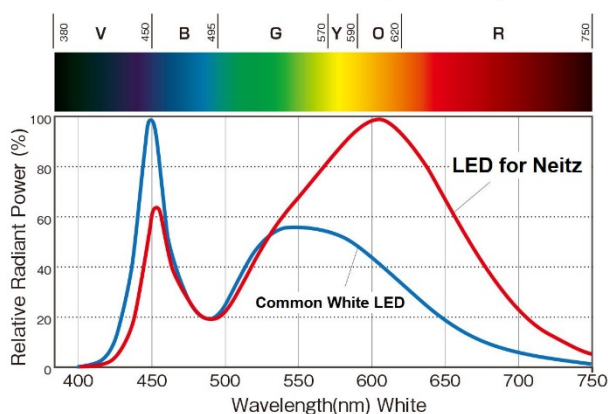 V B G Y O R
380 450 495 570 590 620 750
100
80
60
40
20
0
Relative Radiant Power (%)
LED for Neitz
Common White LED
400 450 500 550 600 650 700 750
Wavelength(nm) White